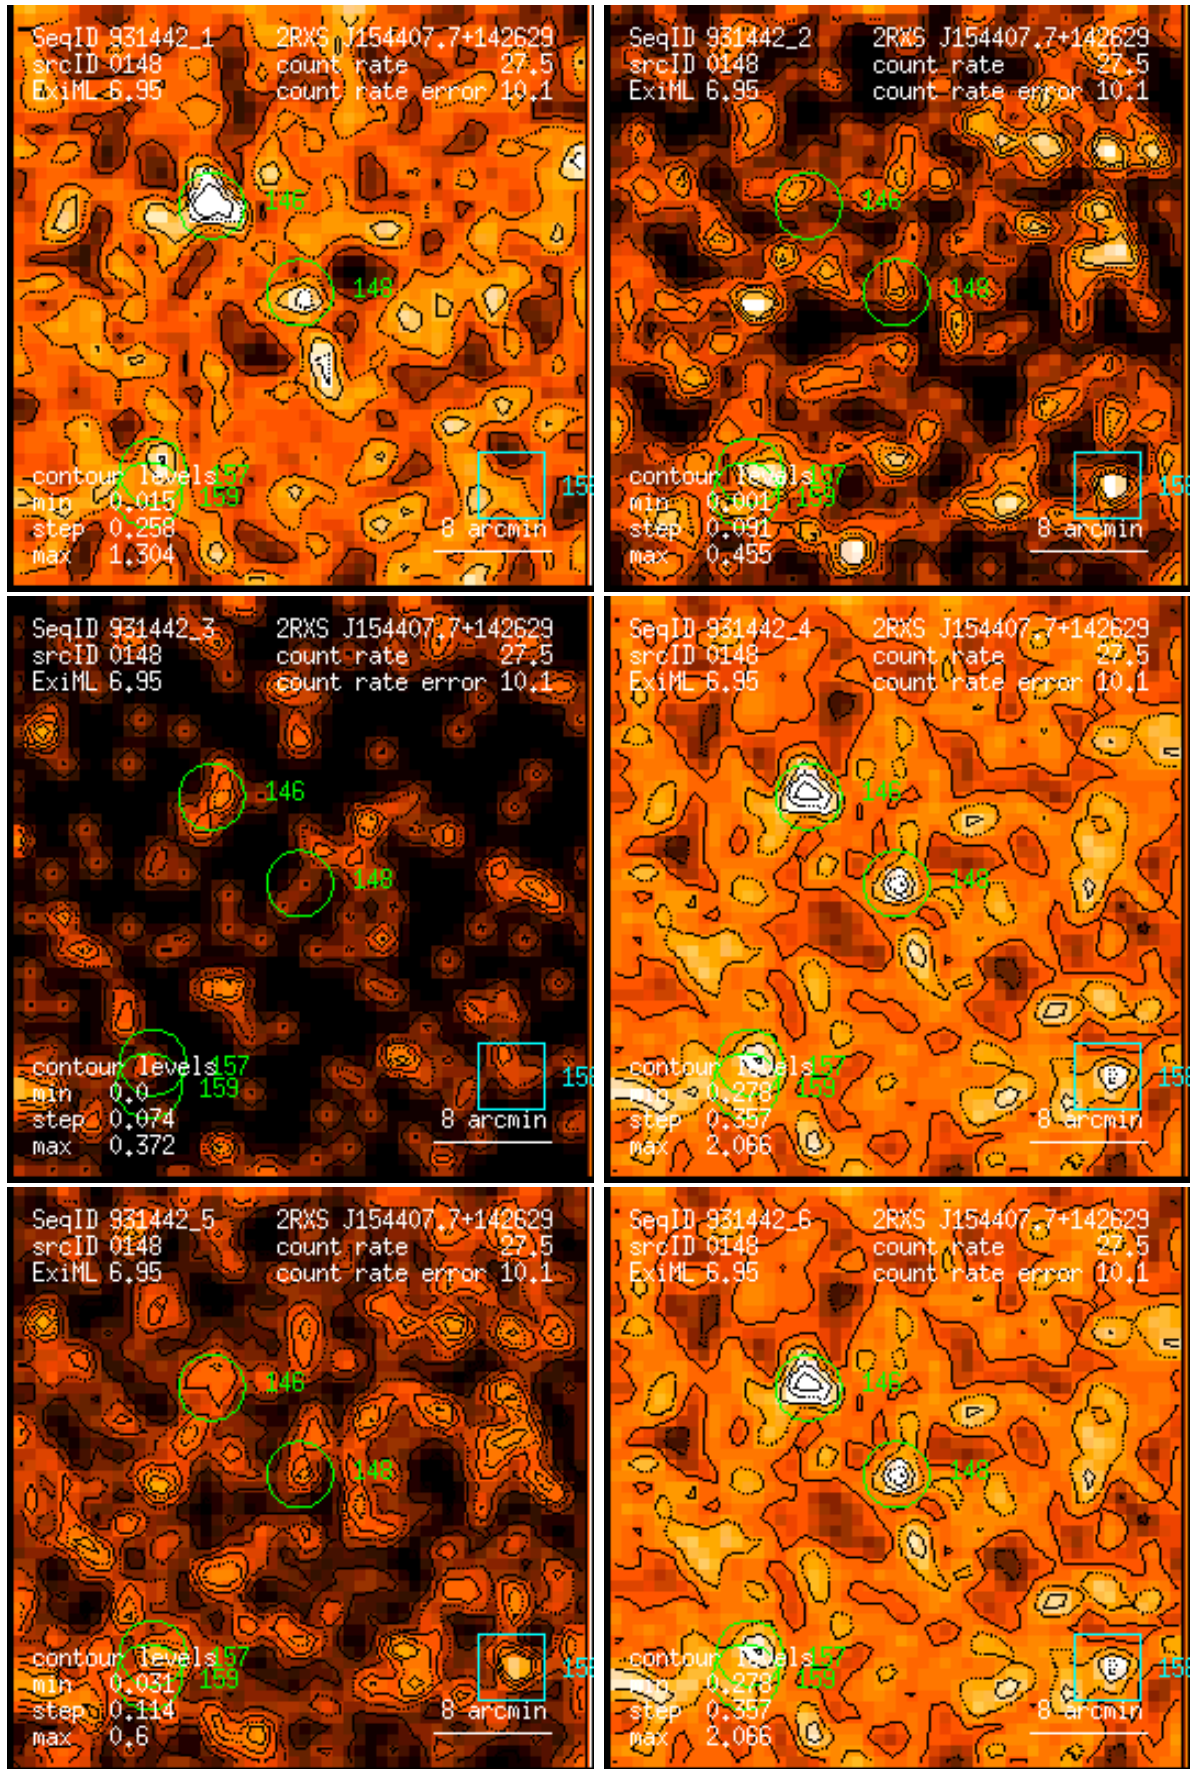 SeqID 931442_1 2RXS J154407.7+142629
srcID 0148 count rate 27.5
ExiML 6.95 count rate error 10.1
146
148
contour levels 157
min 0.015 159 158
step 0.258 8 arcmin
max 1.304
SeqID 931442_2 2RXS J154407.7+142629
srcID 0148 count rate 27.5
ExiML 6.95 count rate error 10.1
146
148
contour levels 157
min 0.001 159 158
step 0.091 8 arcmin
max 0.455
SeqID 931442_3 2RXS J154407.7+142629
srcID 0148 count rate 27.5
ExiML 6.95 count rate error 10.1
146
148
contour levels 157
min 0.0 159 158
step 0.074 8 arcmin
max 0.372
SeqID 931442_4 2RXS J154407.7+142629
srcID 0148 count rate 27.5
ExiML 6.95 count rate error 10.1
146
148
contour levels 157
min 0.278 159 158
step 0.357 8 arcmin
max 2.066
SeqID 931442_5 2RXS J154407.7+142629
srcID 0148 count rate 27.5
ExiML 6.95 count rate error 10.1
146
148
contour levels 157
min 0.031 159 158
step 0.114 8 arcmin
max 0.6
SeqID 931442_6 2RXS J154407.7+142629
srcID 0148 count rate 27.5
ExiML 6.95 count rate error 10.1
146
148
contour levels 157
min 0.278 159 158
step 0.357 8 arcmin
max 2.066